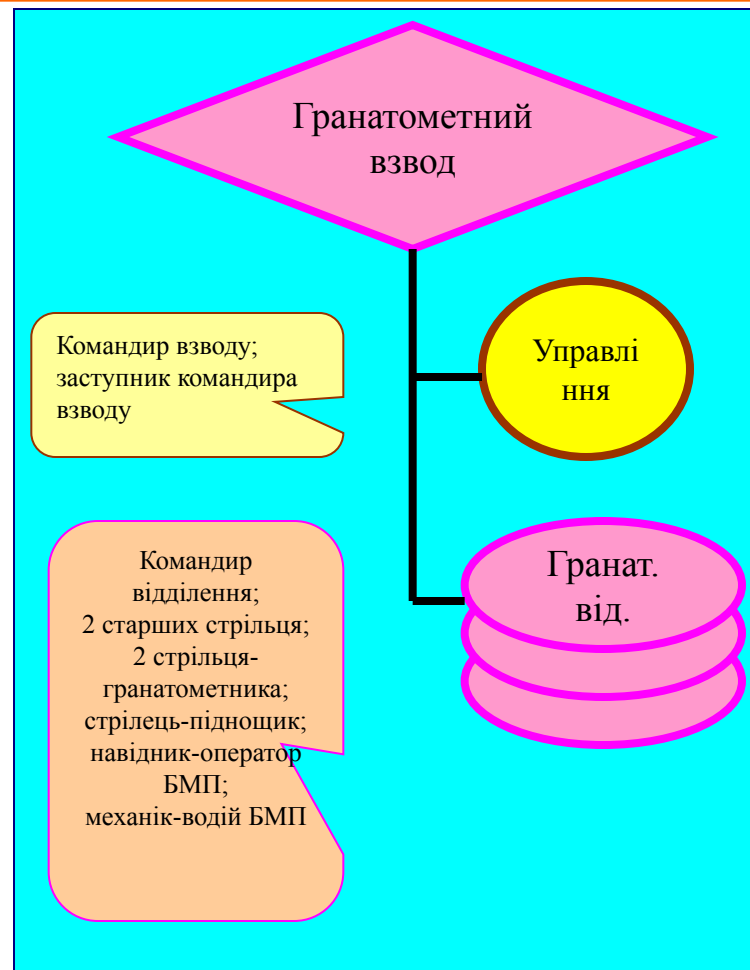 Гранатометний
взвод
Командир взводу;
заступник командира
взводу
Управлі
ння
Командир
відділення;
2 старших стрільця;
2 стрільця-
гранатометника;
стрілець-піднощик;
навідник-оператор
БМП;
механік-водій БМП
Гранат.
від.